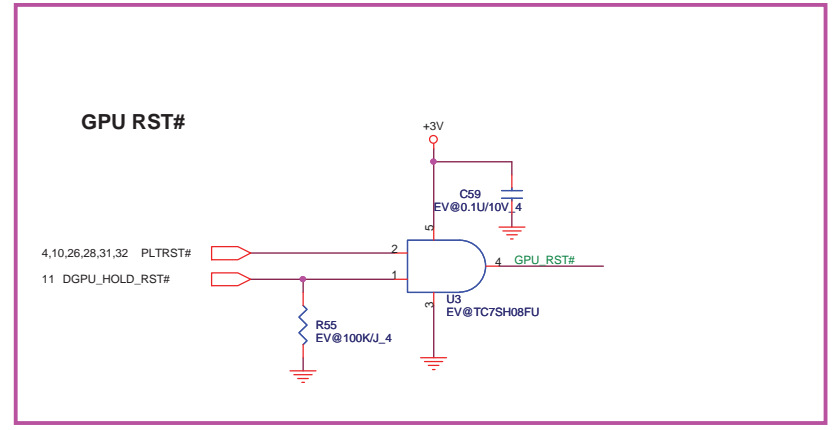 GPU RST#
+3V
C59
EV@0.1U/10V_4
5
4,10,26,28,31,32 PLTRST#
2
4
GPU_RST#
11 DGPU_HOLD_RST#
1
3
U3
EV@TC7SH08FU
R55
EV@100K/J_4